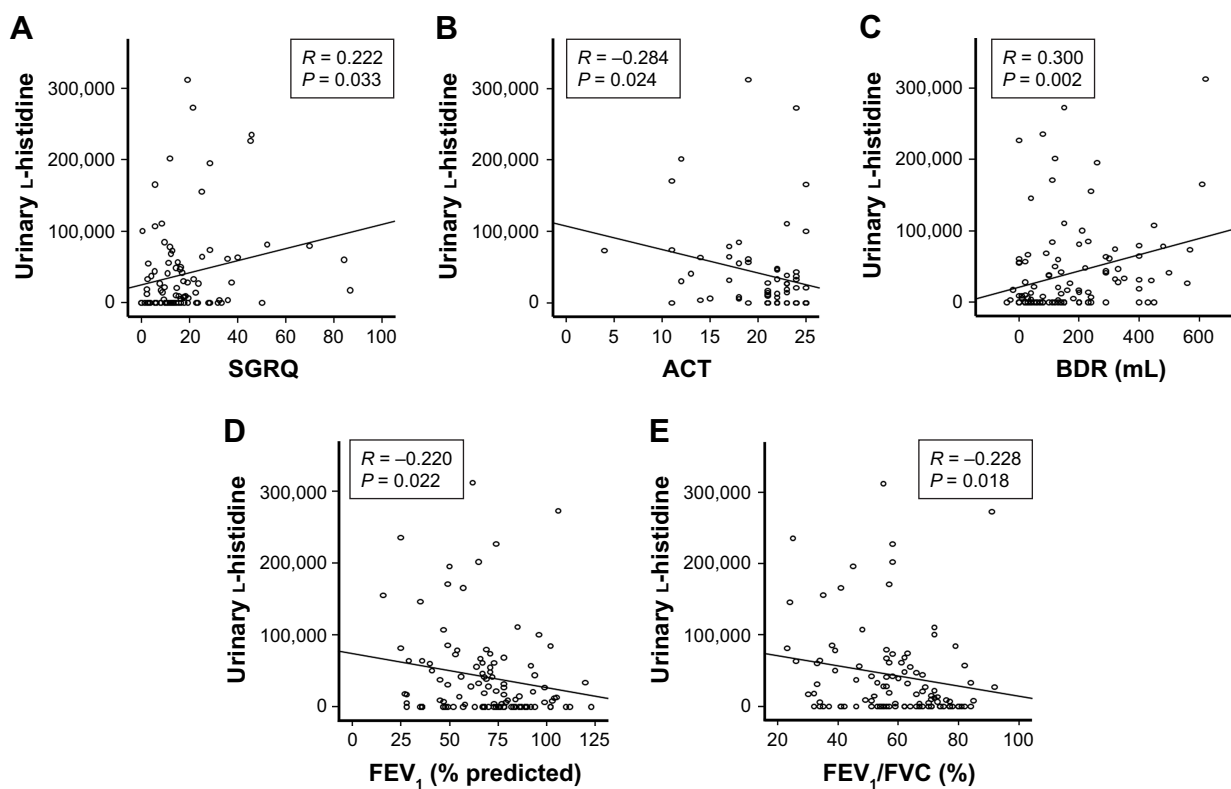 A
R = 0.222
P = 0.033
Urinary L-histidine
300,000
200,000
100,000
0
0 20 40 60 80 100
SGRQ
B
R = –0.284
P = 0.024
Urinary L-histidine
300,000
200,000
100,000
0
0 5 10 15 20 25
ACT
C
R = 0.300
P = 0.002
Urinary L-histidine
300,000
200,000
100,000
0
0 200 400 600
BDR (mL)
D
R = –0.220
P = 0.022
Urinary L-histidine
300,000
200,000
100,000
0
0 25 50 75 100 125
FEV₁ (% predicted)
E
R = –0.228
P = 0.018
Urinary L-histidine
300,000
200,000
100,000
0
20 40 60 80 100
FEV₁/FVC (%)